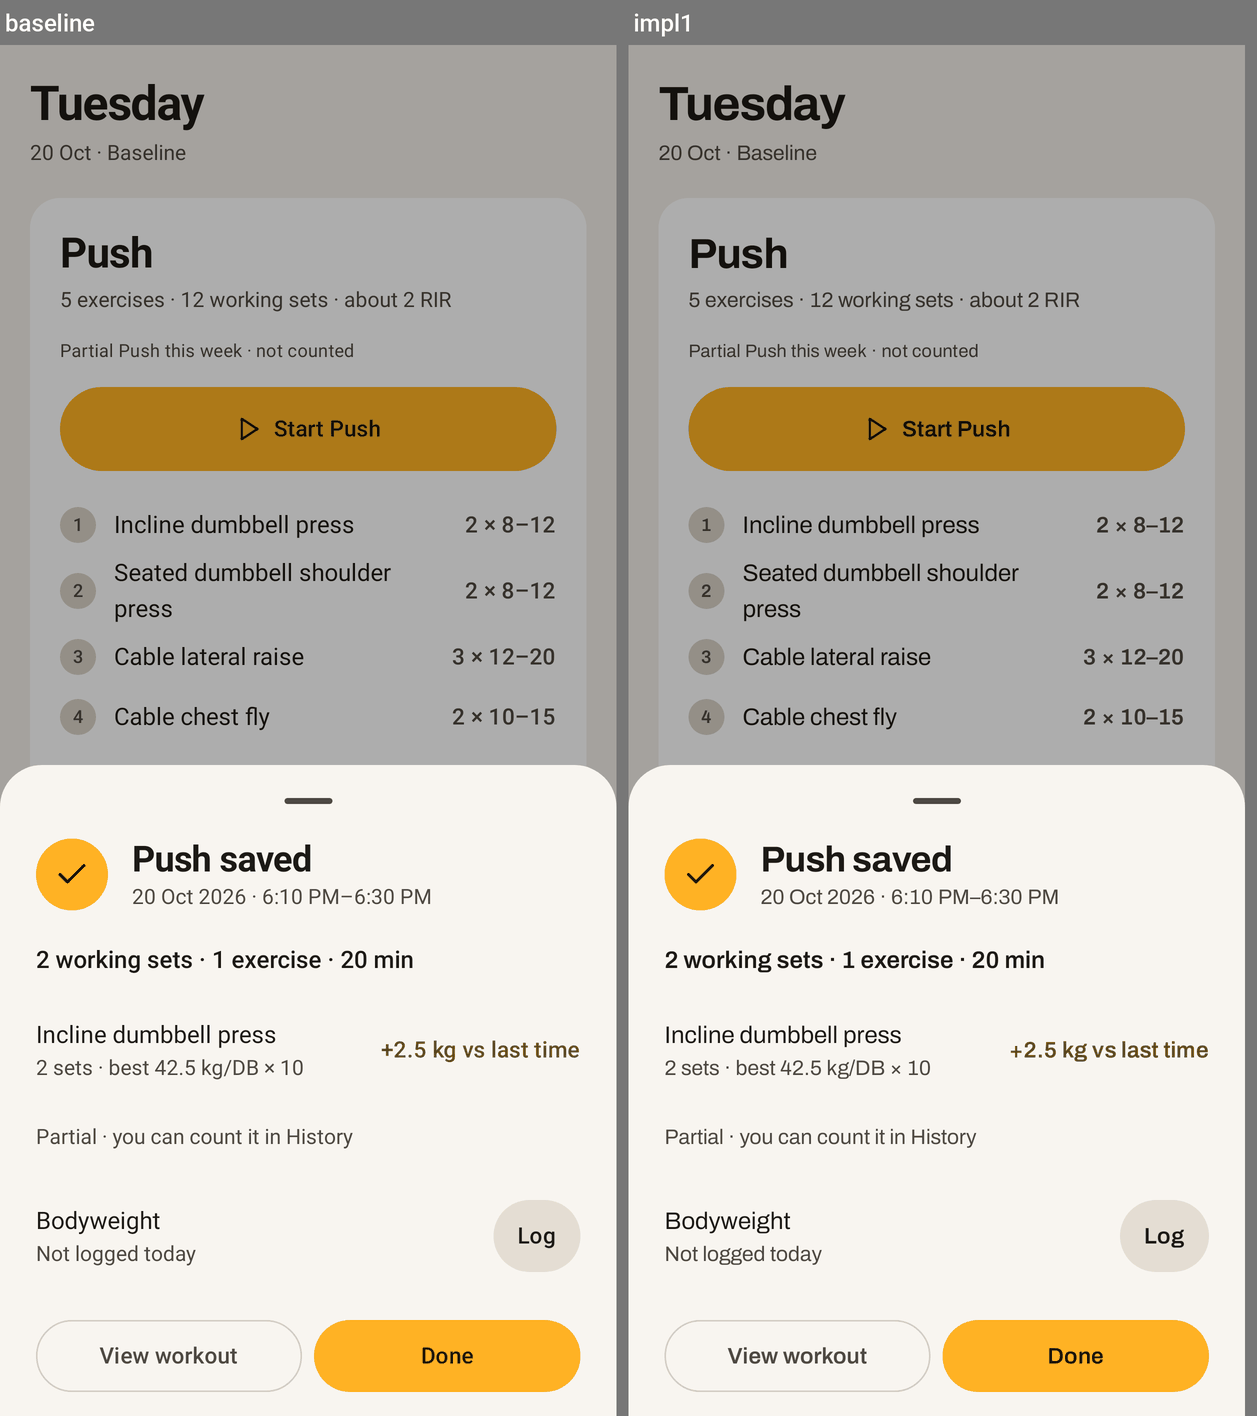 baseline
Tuesday
20 Oct · Baseline
Push
5 exercises · 12 working sets · about 2 RIR
Partial Push this week · not counted
Start Push
1 Incline dumbbell press 2 × 8–12
2 Seated dumbbell shoulder press 2 × 8–12
3 Cable lateral raise 3 × 12–20
4 Cable chest fly 2 × 10–15
Push saved
20 Oct 2026 · 6:10 PM–6:30 PM
2 working sets · 1 exercise · 20 min
Incline dumbbell press
2 sets · best 42.5 kg/DB × 10
+2.5 kg vs last time
Partial · you can count it in History
Bodyweight
Not logged today
Log
View workout
Done
impl1
Tuesday
20 Oct · Baseline
Push
5 exercises · 12 working sets · about 2 RIR
Partial Push this week · not counted
Start Push
1 Incline dumbbell press 2 × 8–12
2 Seated dumbbell shoulder press 2 × 8–12
3 Cable lateral raise 3 × 12–20
4 Cable chest fly 2 × 10–15
Push saved
20 Oct 2026 · 6:10 PM–6:30 PM
2 working sets · 1 exercise · 20 min
Incline dumbbell press
2 sets · best 42.5 kg/DB × 10
+2.5 kg vs last time
Partial · you can count it in History
Bodyweight
Not logged today
Log
View workout
Done